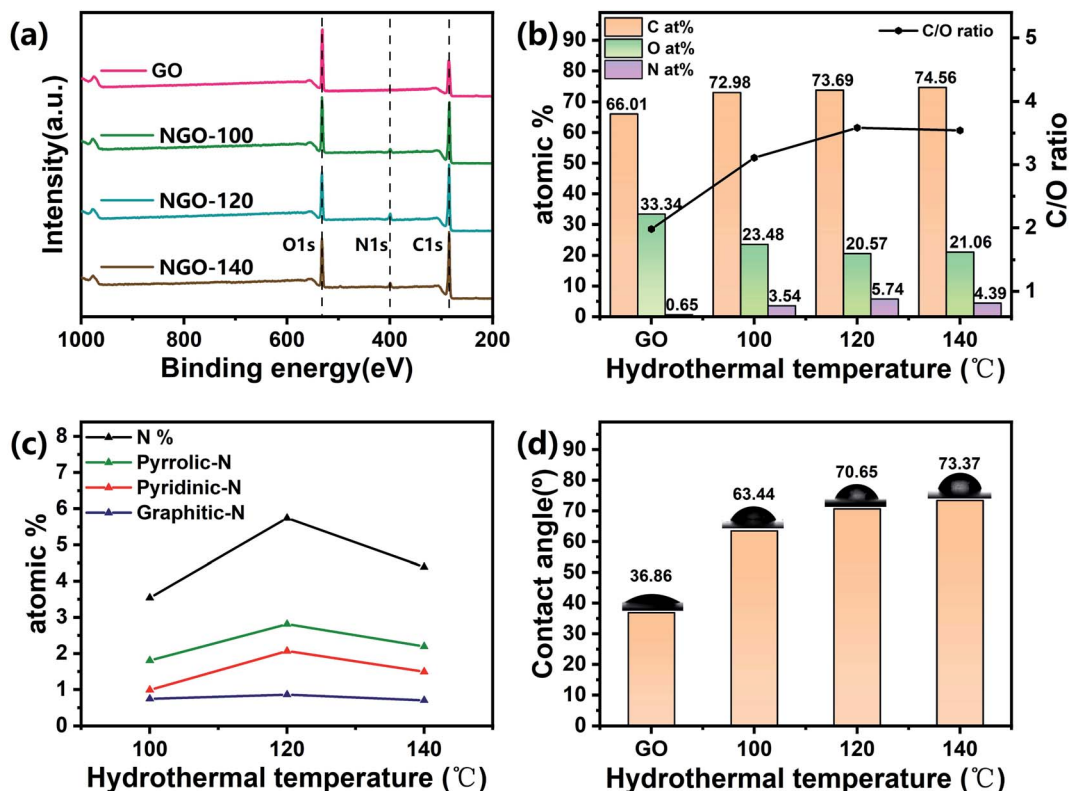 (a)
GO
NGO-100
NGO-120
NGO-140
O1s
N1s
C1s
Intensity(a.u.)
1000 800 600 400 200
Binding energy(eV)
(b)
C at%
O at%
N at%
C/O ratio
90
80
70
60
50
40
30
20
10
0
atomic %
5
4
3
2
1
C/O ratio
66.01
33.34
0.65
72.98
23.48
3.54
73.69
20.57
5.74
74.56
21.06
4.39
GO 100 120 140
Hydrothermal temperature (℃)
(c)
N %
Pyrrolic-N
Pyridinic-N
Graphitic-N
8
7
6
5
4
3
2
1
0
atomic %
100 120 140
Hydrothermal temperature (℃)
(d)
90
80
70
60
50
40
30
20
10
0
Contact angle(º)
36.86
63.44
70.65
73.37
GO 100 120 140
Hydrothermal temperature (℃)